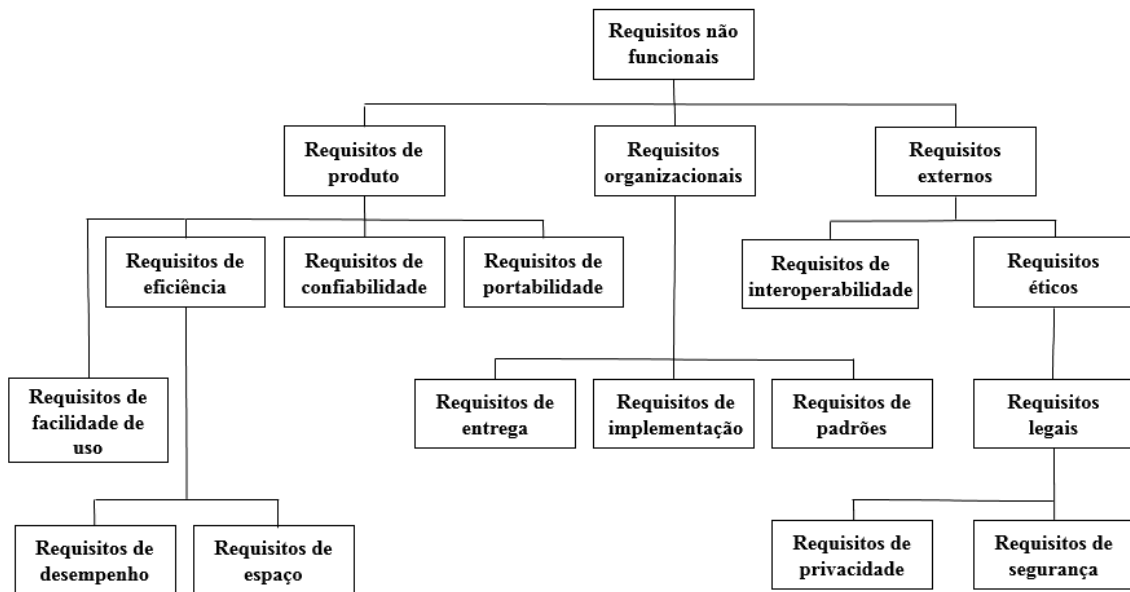 Requisitos não
funcionais
Requisitos de
produto
Requisitos
organizacionais
Requisitos
externos
Requisitos de
eficiência
Requisitos de
confiabilidade
Requisitos de
portabilidade
Requisitos de
interoperabilidade
Requisitos
éticos
Requisitos de
facilidade de
uso
Requisitos de
entrega
Requisitos de
implementação
Requisitos de
padrões
Requisitos
legais
Requisitos de
desempenho
Requisitos de
espaço
Requisitos de
privacidade
Requisitos de
segurança